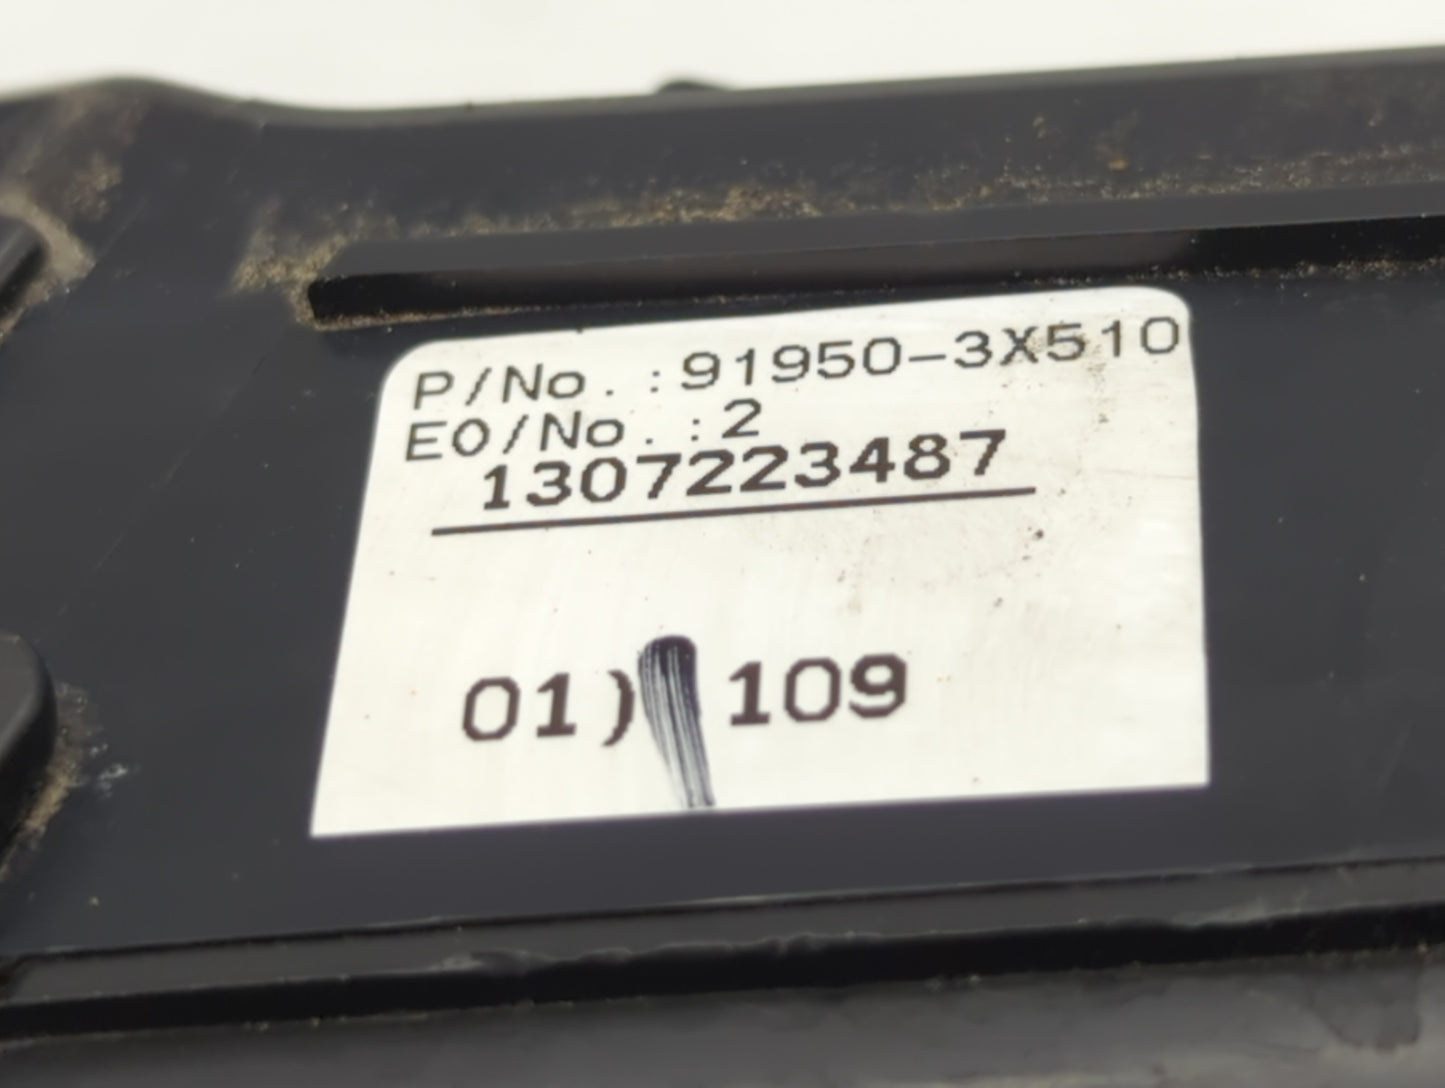 P/No. :91950-3X510
E0/No. :2
1307223487
01) 109